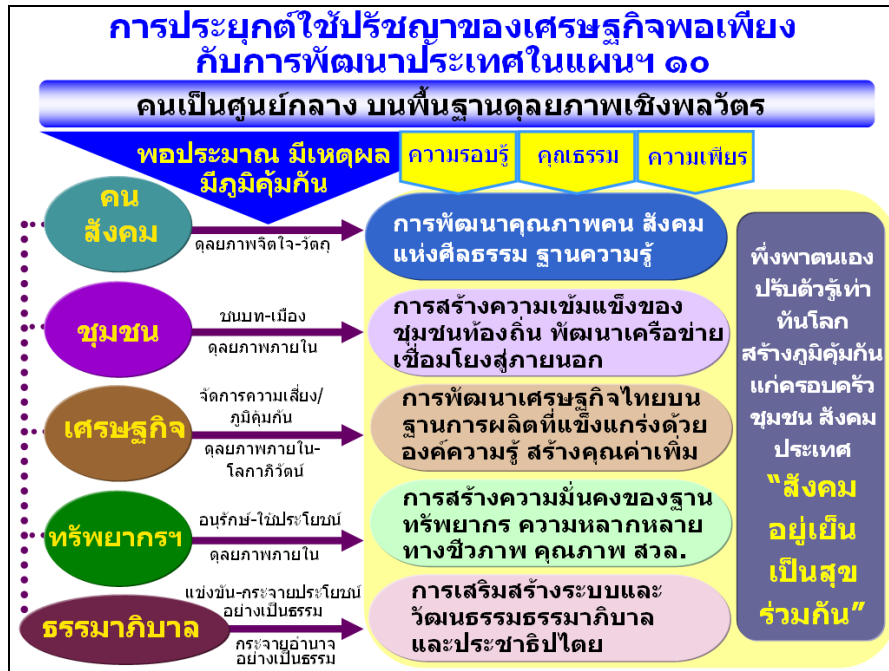 การประยุกต์ใช้ปรัชญาของเศรษฐกิจพอเพียง
กับการพัฒนาประเทศในแผนฯ ๑๐
คนเป็นศูนย์กลาง บนพื้นฐานดุลยภาพเชิงพลวัตร
พอประมาณ มีเหตุผล
มีภูมิคุ้มกัน
ความรอบรู้
คุณธรรม
ความเพียร
คน
สังคม
ดุลยภาพจิตใจ-วัตถุ
การพัฒนาคุณภาพคน สังคม
แห่งศีลธรรม ฐานความรู้
ชุมชน
ชนบท-เมือง
ดุลยภาพภายใน
การสร้างความเข้มแข็งของ
ชุมชนท้องถิ่น พัฒนาเครือข่าย
เชื่อมโยงสู่ภายนอก
เศรษฐกิจ
จัดการความเสี่ยง/
ภูมิคุ้มกัน
ดุลยภาพภายใน-
โลกาภิวัตน์
การพัฒนาเศรษฐกิจไทยบน
ฐานการผลิตที่แข็งแกร่งด้วย
องค์ความรู้ สร้างคุณค่าเพิ่ม
ทรัพยากรฯ
อนุรักษ์-ใช้ประโยชน์
ดุลยภาพภายใน
การสร้างความมั่นคงของฐาน
ทรัพยากร ความหลากหลาย
ทางชีวภาพ คุณภาพ สวล.
ธรรมาภิบาล
แข่งขัน-กระจายประโยชน์
อย่างเป็นธรรม
กระจายอำนาจ
อย่างเป็นธรรม
การเสริมสร้างระบบและ
วัฒนธรรมธรรมาภิบาล
และประชาธิปไตย
พึ่งพาตนเอง
ปรับตัวรู้เท่า
ทันโลก
สร้างภูมิคุ้มกัน
แก่ครอบครัว
ชุมชน สังคม
ประเทศ
“สังคม
อยู่เย็น
เป็นสุข
ร่วมกัน”